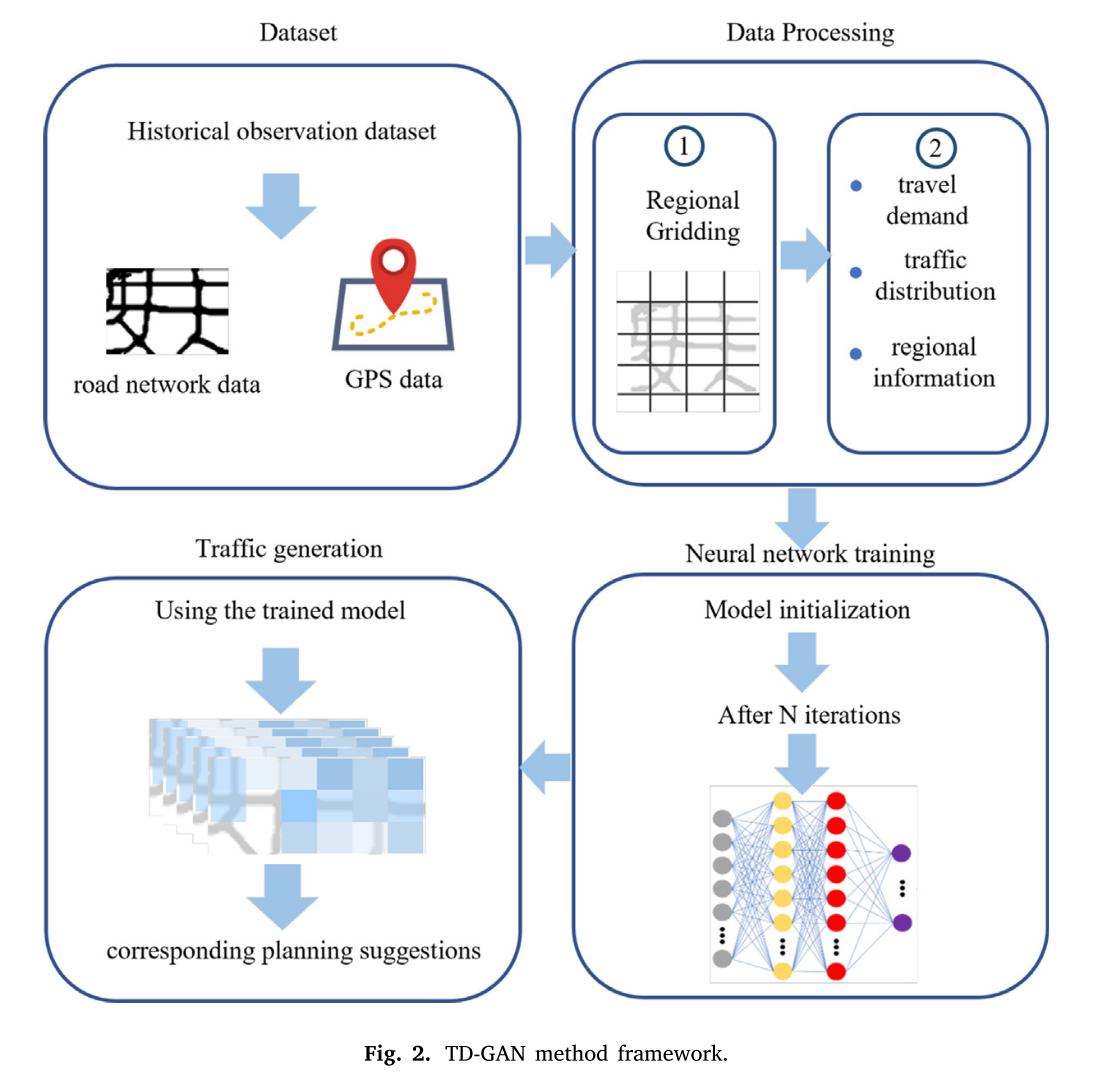 Dataset
Historical observation dataset
road network data
GPS data
Data Processing
1
Regional
Gridding
2
travel
demand
traffic
distribution
regional
information
Neural network training
Model initialization
After N iterations
Traffic generation
Using the trained model
corresponding planning suggestions
Fig. 2. TD-GAN method framework.